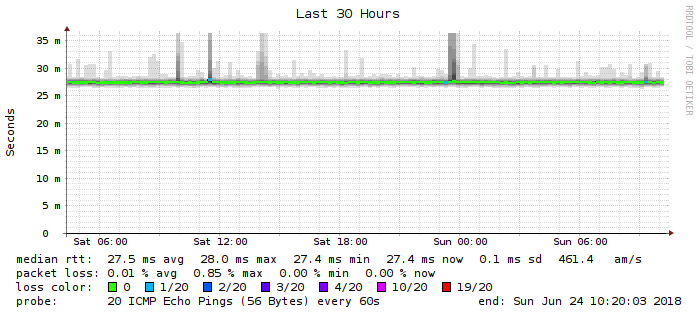 Last 30 Hours
RRDTOOL / TOBI OETIKER
Seconds
35 m
30 m
25 m
20 m
15 m
10 m
5 m
0
Sat 06:00 Sat 12:00 Sat 18:00 Sun 00:00 Sun 06:00
median rtt: 27.5 ms avg 28.0 ms max 27.4 ms min 27.4 ms now 0.1 ms sd 461.4 am/s
packet loss: 0.01 % avg 0.85 % max 0.00 % min 0.00 % now
loss color: 0 1/20 2/20 3/20 4/20 10/20 19/20
probe: 20 ICMP Echo Pings (56 Bytes) every 60s end: Sun Jun 24 10:20:03 2018